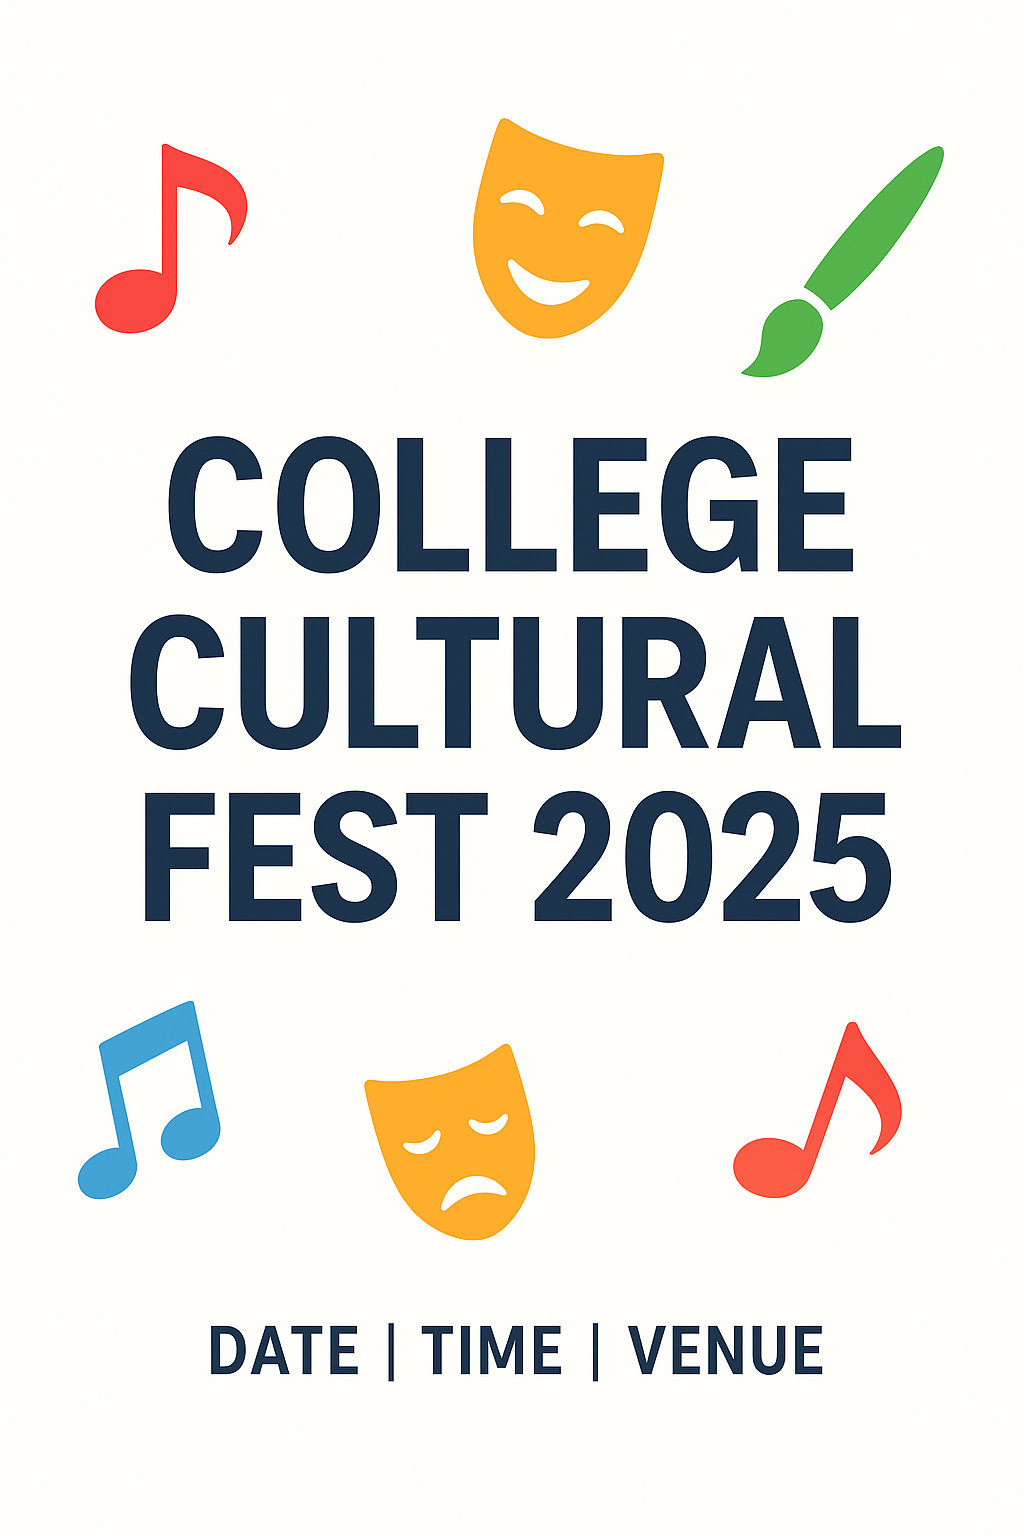 COLLEGE
CULTURAL
FEST 2025
DATE | TIME | VENUE